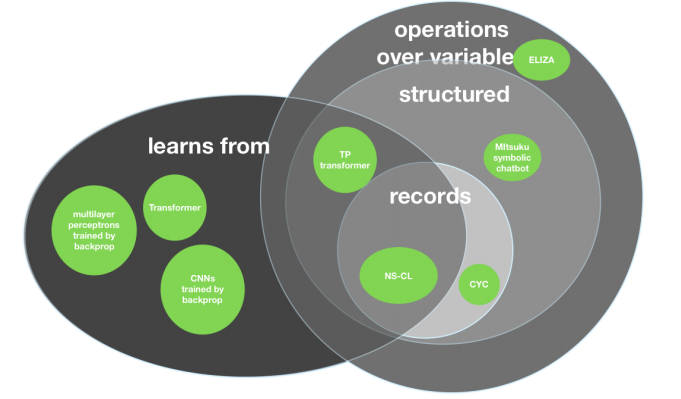 operations
over variable
ELIZA
structured
learns from
TP
transformer
MItsuku
symbolic
chatbot
records
Transformer
multilayer
perceptrons
trained by
backprop
CNNs
trained by
backprop
NS-CL
CYC